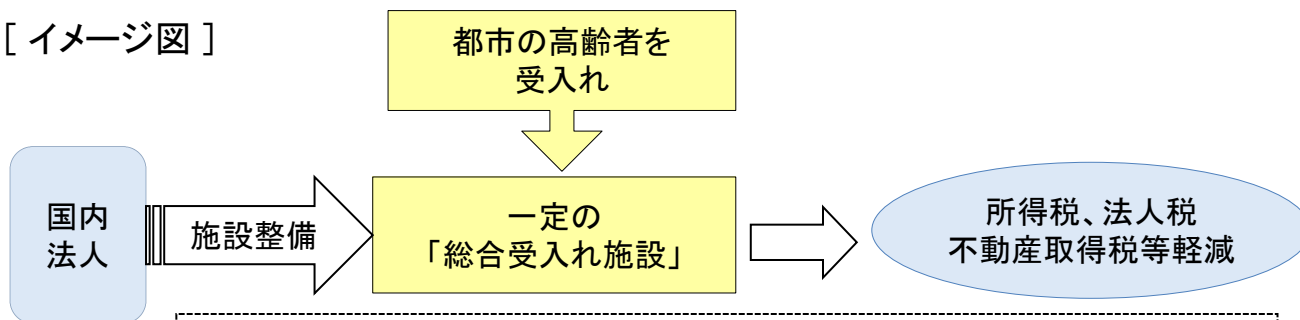 [ イメージ図 ]
都市の高齢者を
受入れ
国内
法人
施設整備
一定の
「総合受入れ施設」
所得税、法人税
不動産取得税等軽減